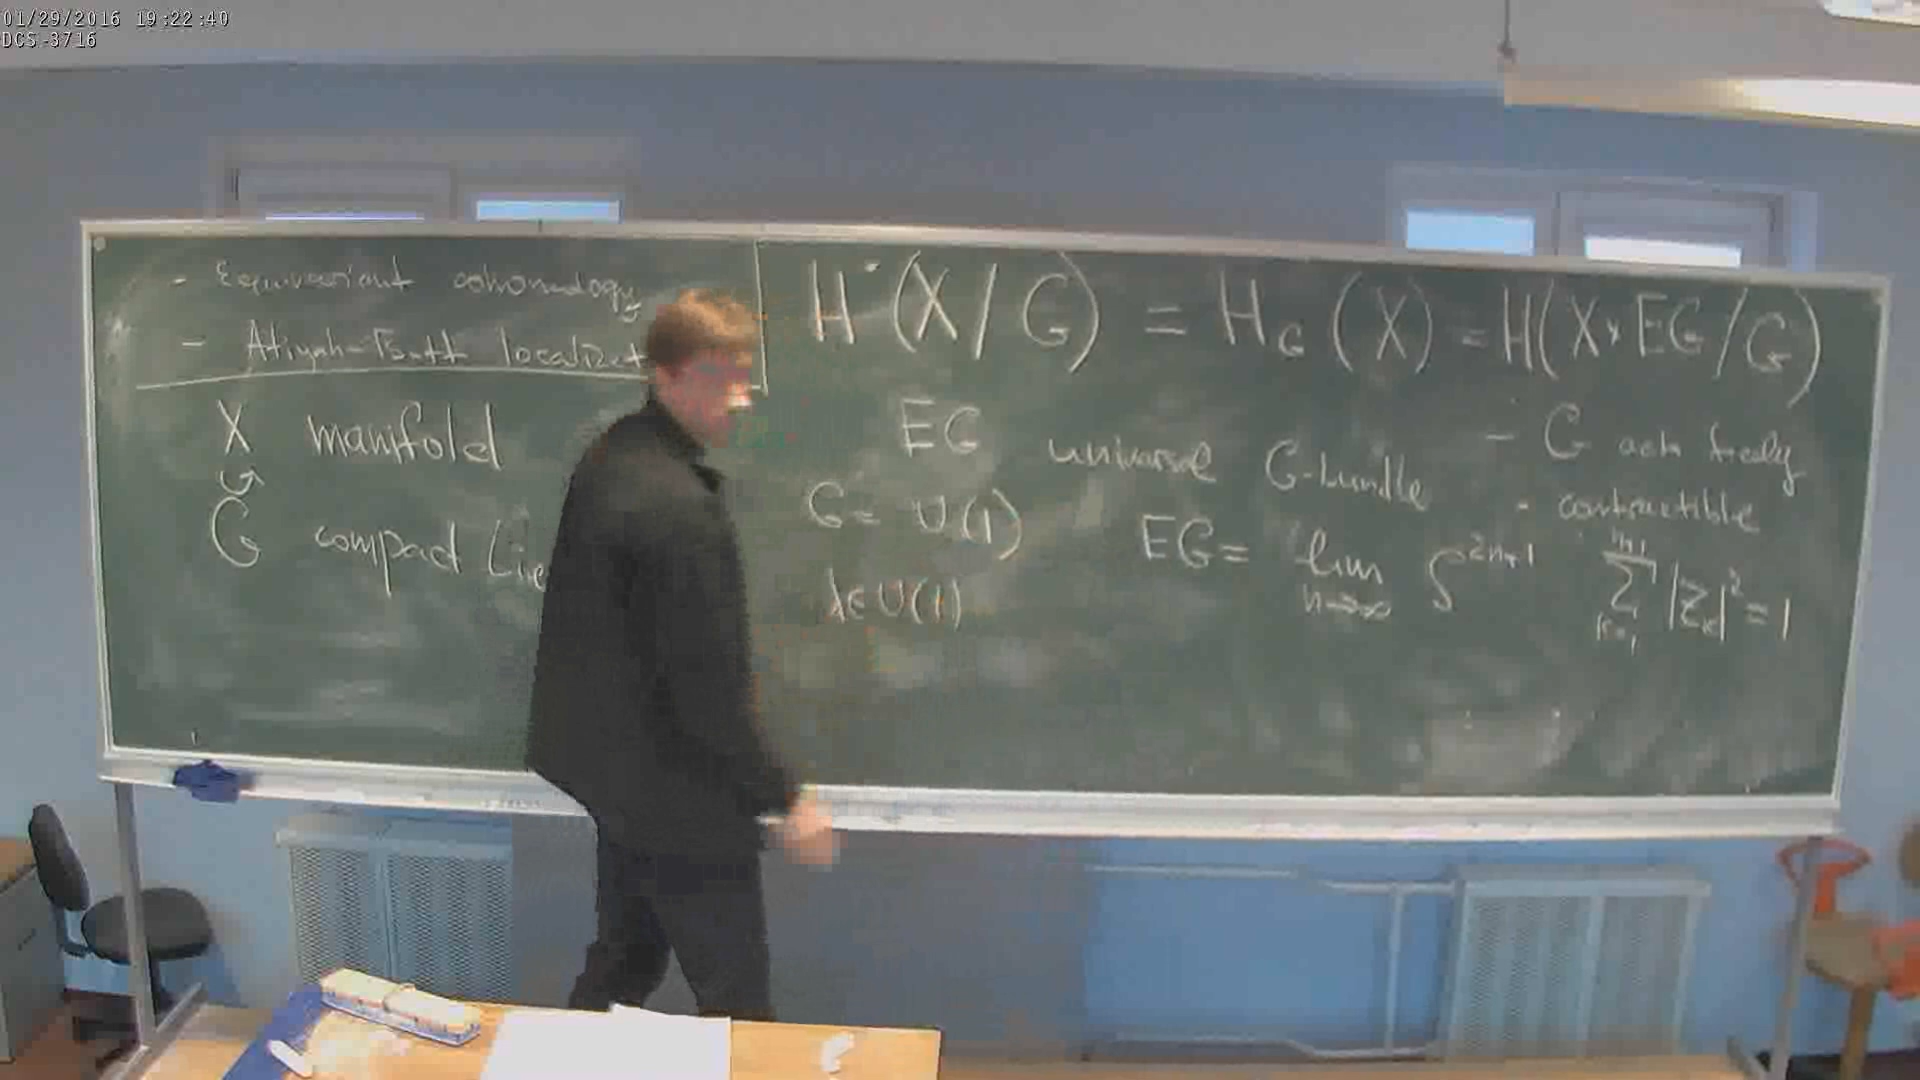 01/29/2016 19:22:40
DCS-3716
- Equivariant cohomology
- Atiyah-Bott localizat
X manifold
G compact Lie
H˙(X/G) = H_G(X) = H(X×EG/G)
EG universal G-bundle
- G acts freely
- contractible
G = U(1)
EG = lim_{n→∞} S^{2n+1}
∑_{k=1}^{n+1} |z_k|^2 = 1
λ∈U(1)